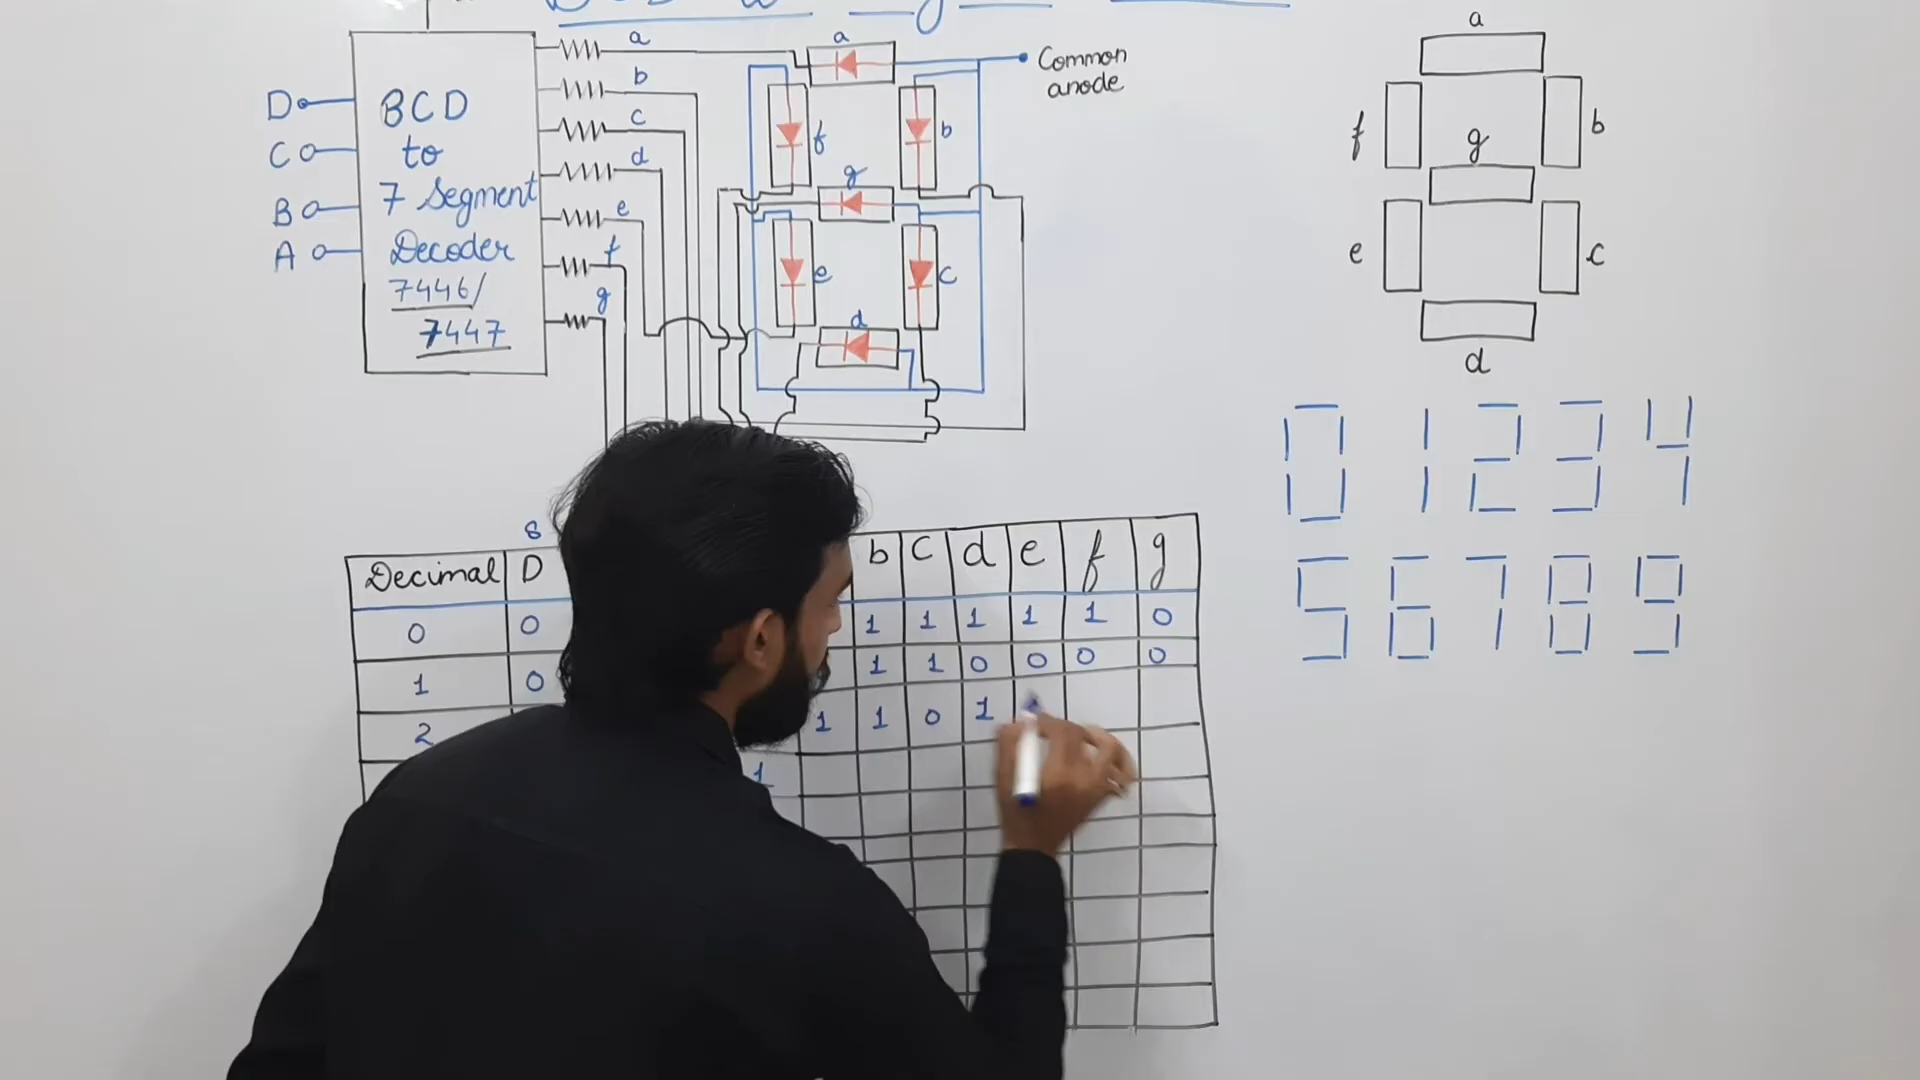 a
b
c
d
e
f
g
D
C
B
A
BCD
to
7 Segment
Decoder
7446/
7447
a
f
b
g
e
c
d
Common
anode
a
f
b
g
e
c
d
0 1 2 3 4
5 6 7 8 9
8
Decimal D b c d e f g
0 0 1 1 1 1 1 0
1 0 1 1 0 0 0 0
2 1 1 0 1
1